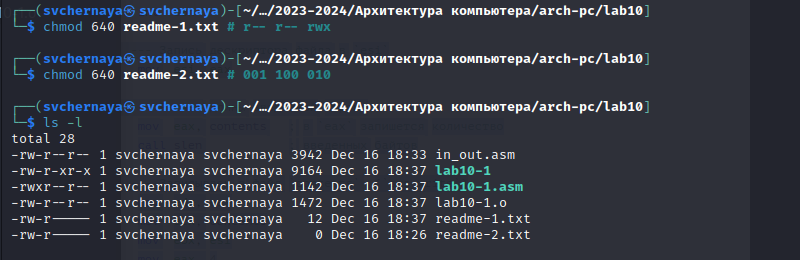 ┌──(svchernaya㉿ svchernaya)-[~/…/2023-2024/Архитектура компьютера/arch-pc/lab10]
└─$ chmod 640 readme-1.txt # r-- r-- rwx
┌──(svchernaya㉿ svchernaya)-[~/…/2023-2024/Архитектура компьютера/arch-pc/lab10]
└─$ chmod 640 readme-2.txt # 001 100 010
┌──(svchernaya㉿ svchernaya)-[~/…/2023-2024/Архитектура компьютера/arch-pc/lab10]
└─$ ls -l
total 28
-rw-r--r-- 1 svchernaya svchernaya 3942 Dec 16 18:33 in_out.asm
-rw-r-xr-x 1 svchernaya svchernaya 9164 Dec 16 18:37 lab10-1
-rwxr--r-- 1 svchernaya svchernaya 1142 Dec 16 18:37 lab10-1.asm
-rw-r--r-- 1 svchernaya svchernaya 1472 Dec 16 18:37 lab10-1.o
-rw-r----- 1 svchernaya svchernaya   12 Dec 16 18:37 readme-1.txt
-rw-r----- 1 svchernaya svchernaya    0 Dec 16 18:26 readme-2.txt